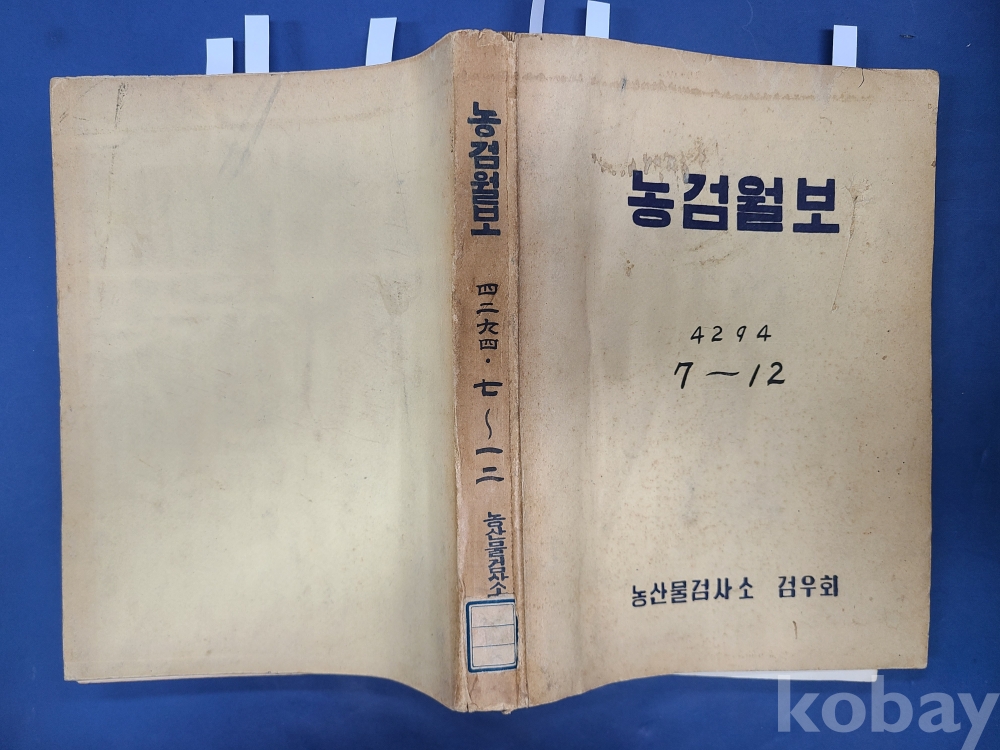 농검월보
四二九四·七~一二
농산물검사소
농검월보
4294
7~12
농산물검사소 검우회
kobay